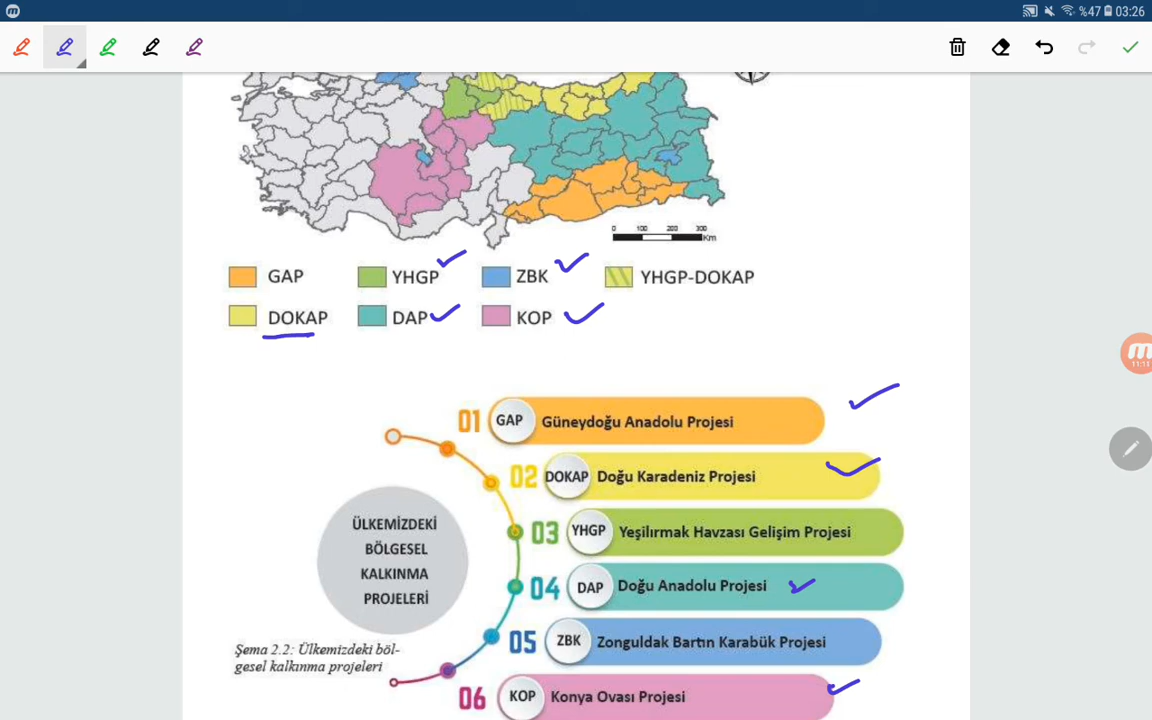 %47 03:26
0 100 200 300
Km
GAP YHGP ZBK YHGP-DOKAP
DOKAP DAP KOP
01 GAP Güneydoğu Anadolu Projesi
02 DOKAP Doğu Karadeniz Projesi
03 YHGP Yeşilırmak Havzası Gelişim Projesi
04 DAP Doğu Anadolu Projesi
05 ZBK Zonguldak Bartın Karabük Projesi
06 KOP Konya Ovası Projesi
ÜLKEMİZDEKİ
BÖLGESEL
KALKINMA
PROJELERİ
Şema 2.2: Ülkemizdeki böl-
gesel kalkınma projeleri
11:11